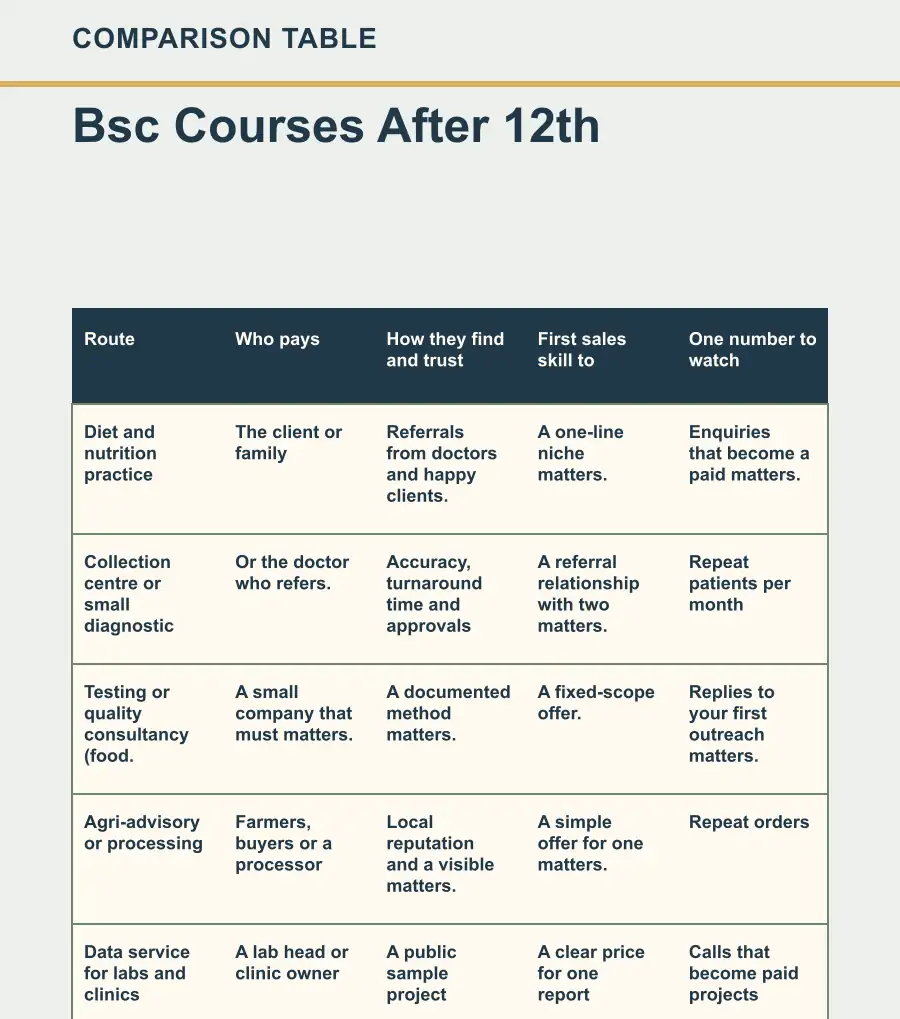 COMPARISON TABLE
Bsc Courses After 12th
Route
Who pays
How they find
and trust
First sales
skill to
One number to
watch
Diet and
nutrition
practice
The client or
family
Referrals
from doctors
and happy
clients.
A one-line
niche
matters.
Enquiries
that become a
paid matters.
Collection
centre or
small
diagnostic
Or the doctor
who refers.
Accuracy,
turnaround
time and
approvals
A referral
relationship
with two
matters.
Repeat
patients per
month
Testing or
quality
consultancy
(food.
A small
company that
must matters.
A documented
method
matters.
A fixed-scope
offer.
Replies to
your first
outreach
matters.
Agri-advisory
or processing
Farmers,
buyers or a
processor
Local
reputation
and a visible
matters.
A simple
offer for one
matters.
Repeat orders
Data service
for labs and
clinics
A lab head or
clinic owner
A public
sample
project
A clear price
for one
report
Calls that
become paid
projects